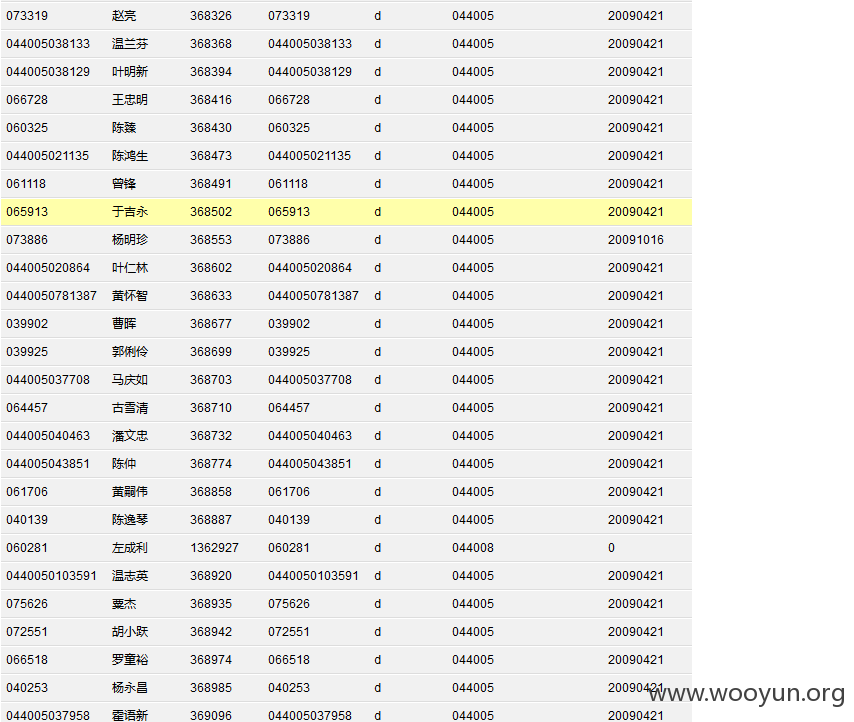 073319 赵亮 368326 073319 d 044005 20090421
044005038133 温兰芬 368368 044005038133 d 044005 20090421
044005038129 叶明新 368394 044005038129 d 044005 20090421
066728 王忠明 368416 066728 d 044005 20090421
060325 陈臻 368430 060325 d 044005 20090421
044005021135 陈鸿生 368473 044005021135 d 044005 20090421
061118 曾锋 368491 061118 d 044005 20090421
065913 于吉永 368502 065913 d 044005 20090421
073886 杨明珍 368553 073886 d 044005 20091016
044005020864 叶仁林 368602 044005020864 d 044005 20090421
0440050781387 黄怀智 368633 0440050781387 d 044005 20090421
039902 曹晖 368677 039902 d 044005 20090421
039925 郭俐伶 368699 039925 d 044005 20090421
044005037708 马庆如 368703 044005037708 d 044005 20090421
064457 古雪清 368710 064457 d 044005 20090421
044005040463 潘文忠 368732 044005040463 d 044005 20090421
044005043851 陈仲 368774 044005043851 d 044005 20090421
061706 黄嗣伟 368858 061706 d 044005 20090421
040139 陈逸琴 368887 040139 d 044005 20090421
060281 左成利 1362927 060281 d 044008 0
0440050103591 温志英 368920 0440050103591 d 044005 20090421
075626 粟杰 368935 075626 d 044005 20090421
072551 胡小跃 368942 072551 d 044005 20090421
066518 罗童裕 368974 066518 d 044005 20090421
040253 杨永昌 368985 040253 d 044005 20090421
044005037958 霍语新 369096 044005037958 d 044005 20090421
www.wooyun.org